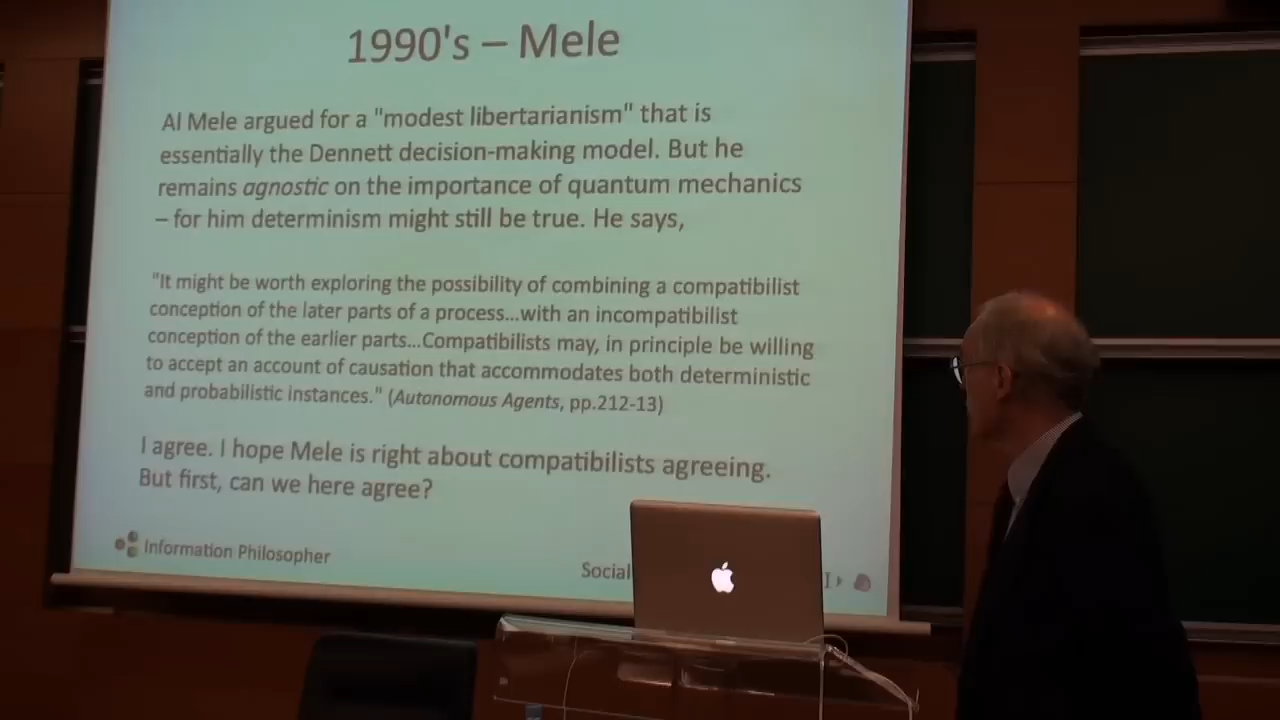 1990's – Mele
Al Mele argued for a "modest libertarianism" that is
essentially the Dennett decision-making model. But he
remains agnostic on the importance of quantum mechanics
– for him determinism might still be true. He says,
"It might be worth exploring the possibility of combining a compatibilist
conception of the later parts of a process...with an incompatibilist
conception of the earlier parts...Compatibilists may, in principle be willing
to accept an account of causation that accommodates both deterministic
and probabilistic instances." (Autonomous Agents, pp.212-13)
I agree. I hope Mele is right about compatibilists agreeing.
But first, can we here agree?
Information Philosopher
Social